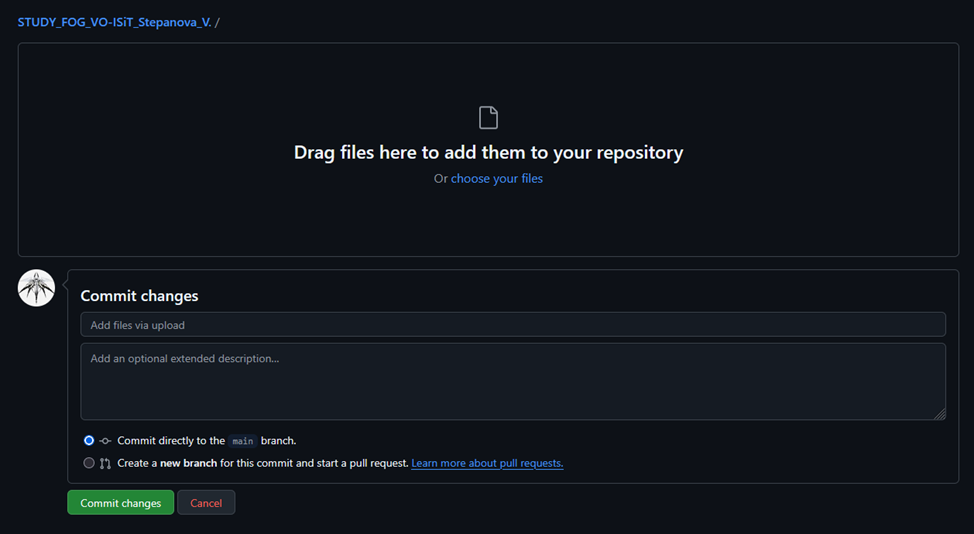 STUDY_FOG_VO-ISiT_Stepanova_V. /
Drag files here to add them to your repository
Or choose your files
Commit changes
Add files via upload
Add an optional extended description...
Commit directly to the main branch.
Create a new branch for this commit and start a pull request. Learn more about pull requests.
Commit changes Cancel